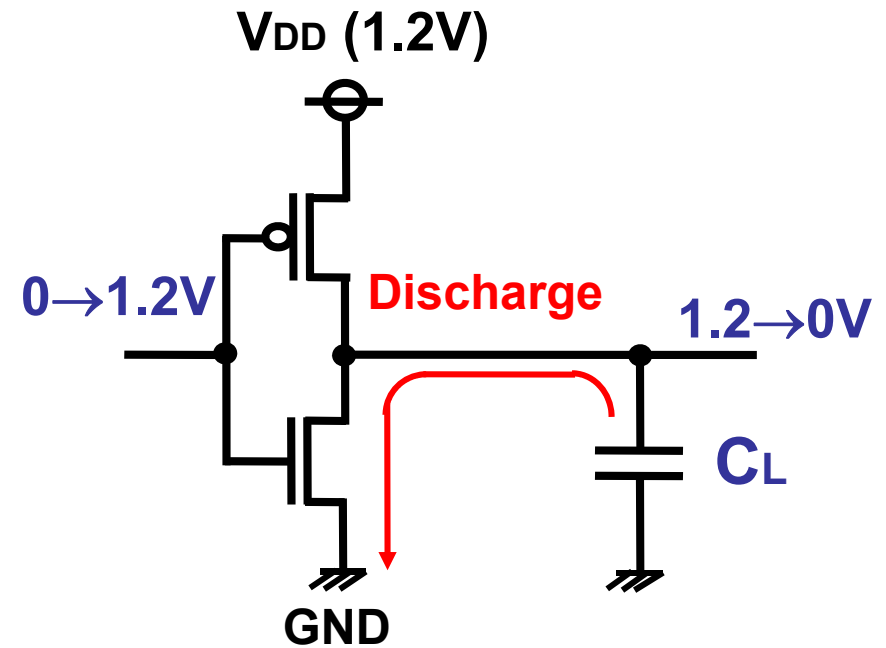 VDD (1.2V)
0→1.2V
Discharge
1.2→0V
CL
GND